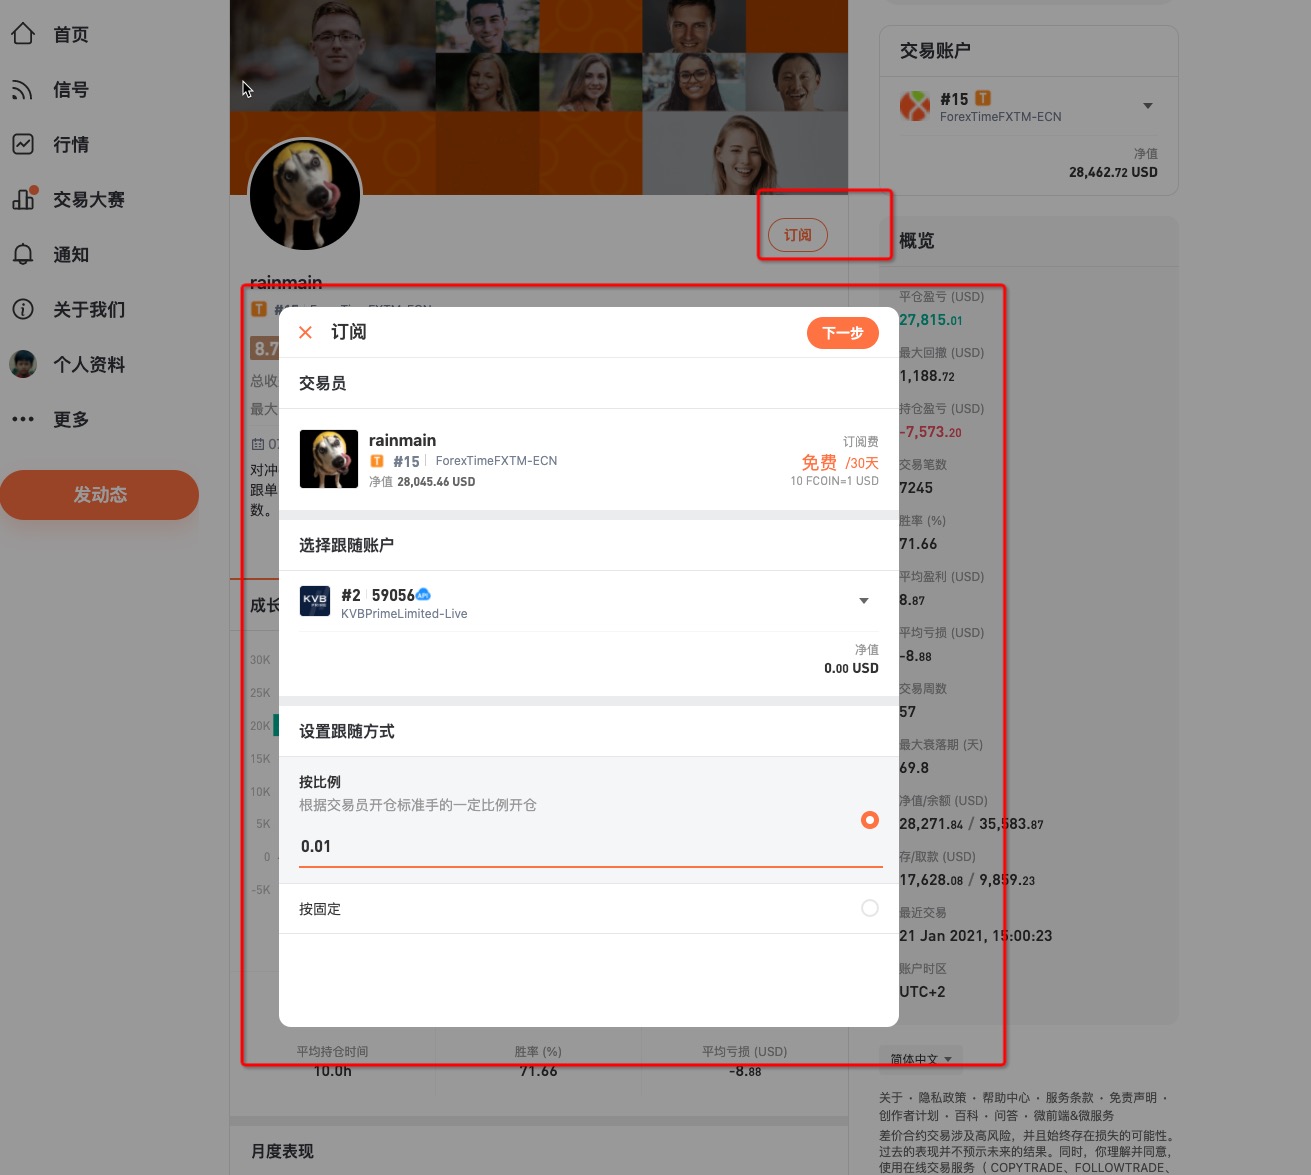 首页
信号
行情
交易大赛
通知
关于我们
个人资料
更多
发动态
订阅
rainmain
8.7
总收
最大
对冲
跟单
数。
成长
30K
25K
20K
15K
10K
5K
0
-5K
订阅
下一步
交易员
rainmain
T #15 ForexTimeFXTM-ECN
净值 28,045.46 USD
订阅费
免费 /30天
10 FCOIN=1 USD
选择跟随账户
KVB
#2 59056 API
KVBPrimeLimited-Live
净值
0.00 USD
设置跟随方式
按比例
根据交易员开仓标准手的一定比例开仓
0.01
按固定
平均持仓时间
10.0h
胜率 (%)
71.66
平均亏损 (USD)
-8.88
月度表现
交易账户
#15 T
ForexTimeFXTM-ECN
净值
28,462.72 USD
概览
平仓盈亏 (USD)
27,815.01
最大回撤 (USD)
1,188.72
持仓盈亏 (USD)
-7,573.20
交易笔数
7245
胜率 (%)
71.66
平均盈利 (USD)
8.87
平均亏损 (USD)
-8.88
交易周数
57
最大衰落期 (天)
69.8
净值/余额 (USD)
28,271.84 / 35,583.87
存/取款 (USD)
17,628.08 / 9,859.23
最近交易
21 Jan 2021, 15:00:23
账户时区
UTC+2
简体中文
关于 · 隐私政策 · 帮助中心 · 服务条款 · 免责声明 ·
创作者计划 · 百科 · 问答 · 微前端&微服务
差价合约交易涉及高风险，并且始终存在损失的可能性。
过去的表现并不预示未来的结果。同时，你理解并同意，
使用在线交易服务（ COPYTRADE、FOLLOWTRADE、